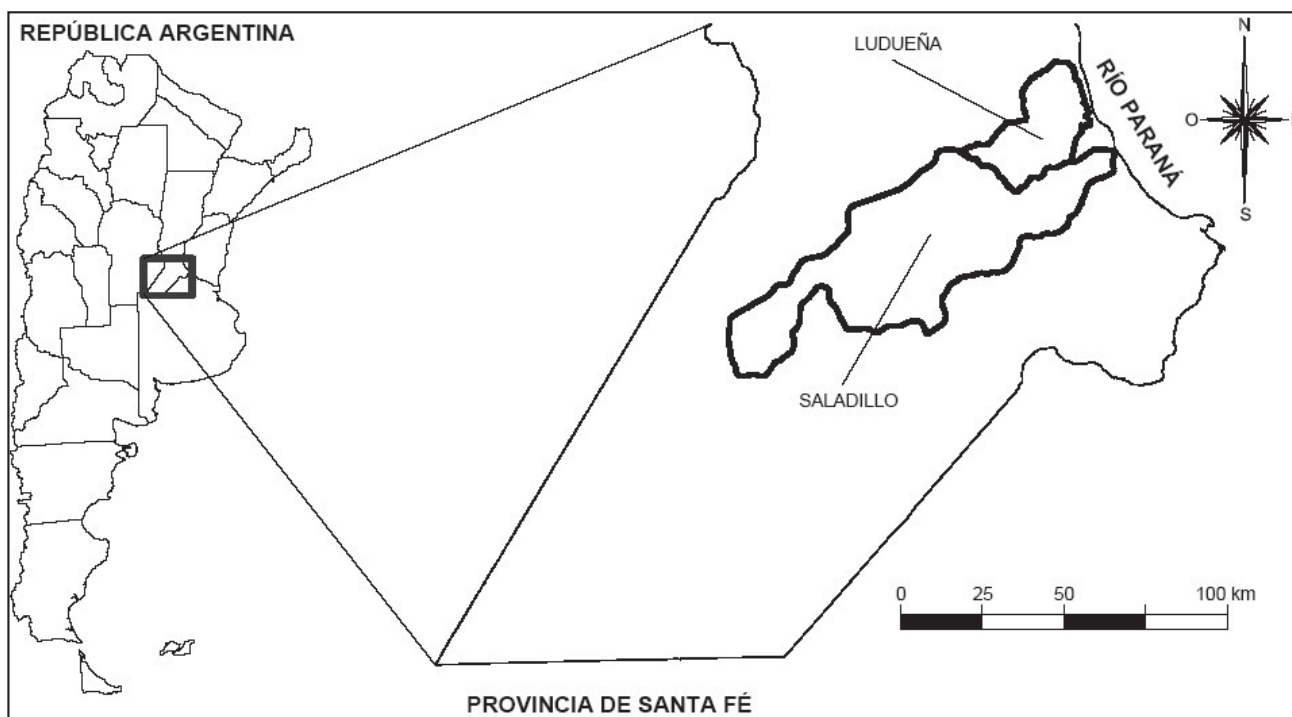 REPÚBLICA ARGENTINA
LUDUEÑA
RÍO PARANÁ
N
O
S
SALADILLO
0 25 50 100 km
PROVINCIA DE SANTA FÉ